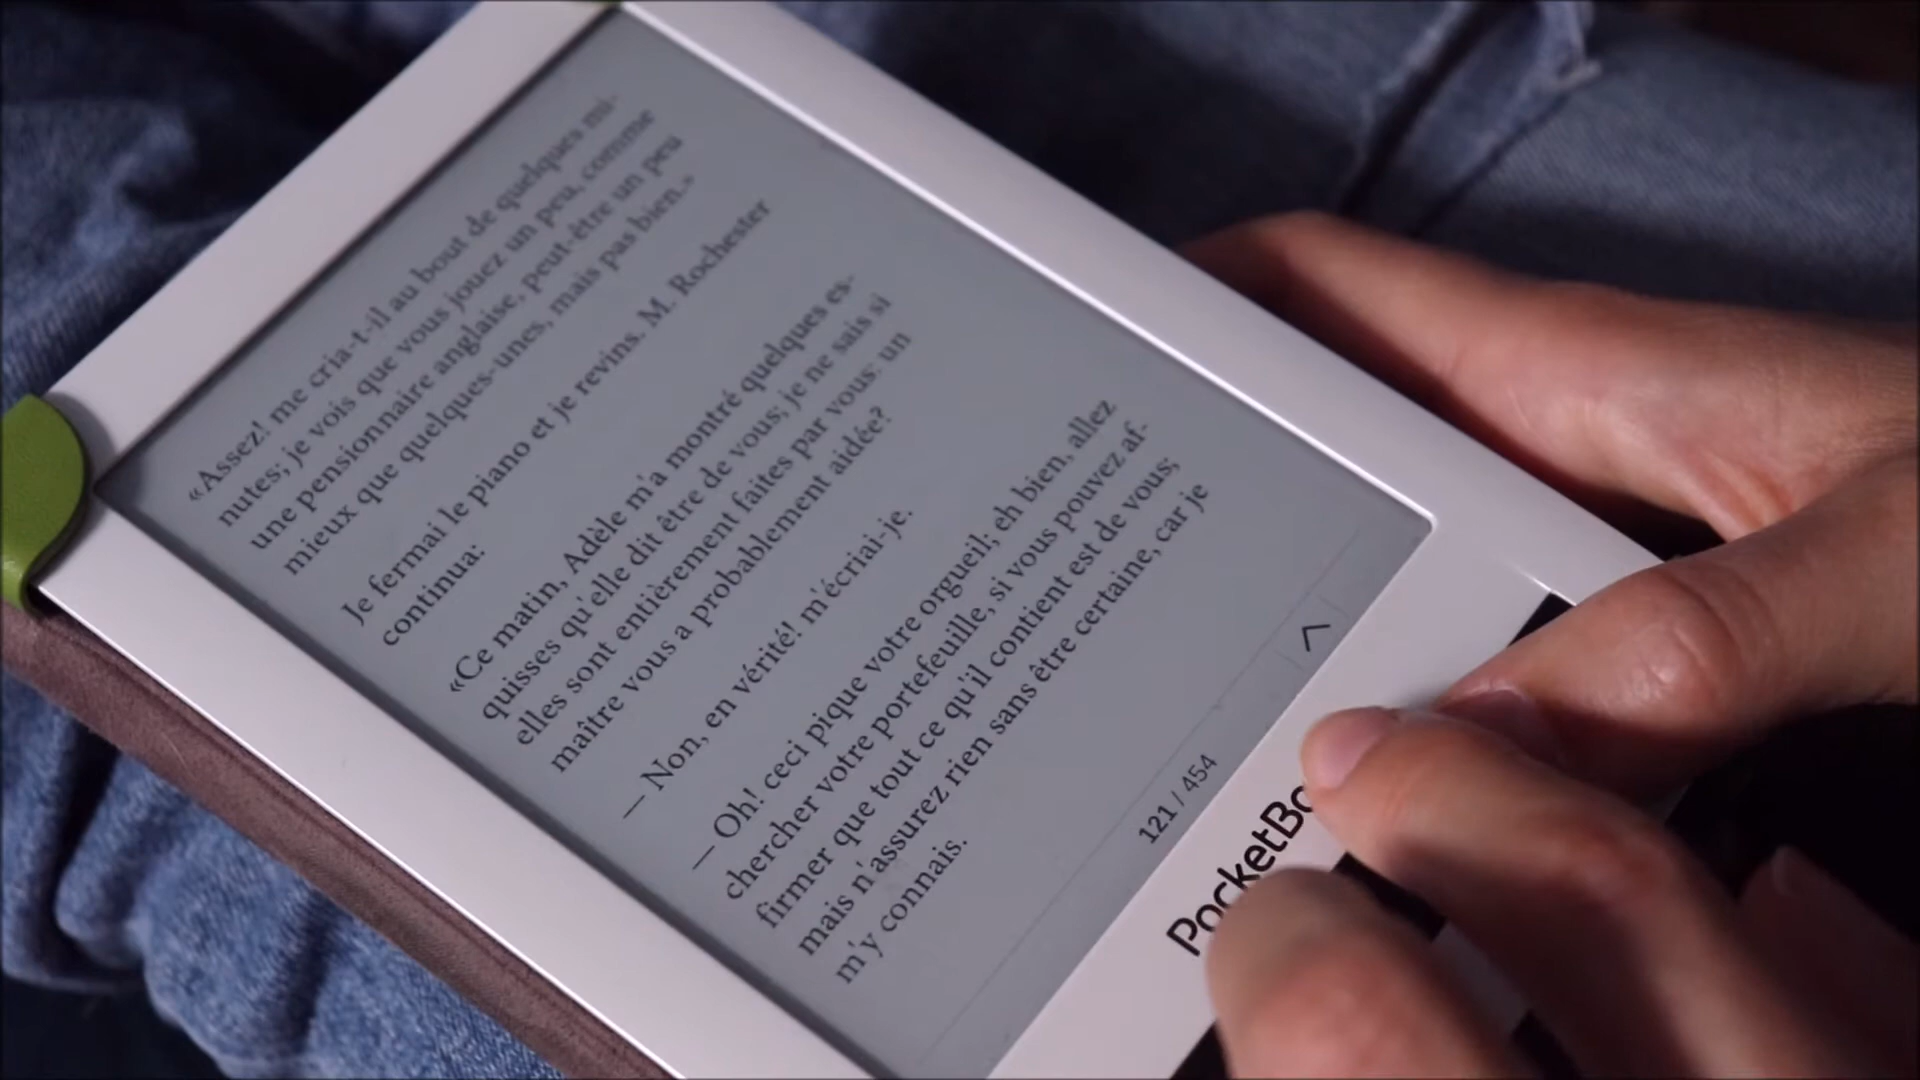 «Assez! me cria-t-il au bout de quelques mi-
nutes; je vois que vous jouez un peu, comme
une pensionnaire anglaise, peut-être un peu
mieux que quelques-unes, mais pas bien.»
Je fermai le piano et je revins. M. Rochester
continua:
«Ce matin, Adèle m'a montré quelques es-
quisses qu'elle dit être de vous; je ne sais si
elles sont entièrement faites par vous: un
maître vous a probablement aidée?
— Non, en vérité! m'écriai-je.
— Oh! ceci pique votre orgueil; eh bien, allez
chercher votre portefeuille, si vous pouvez af-
firmer que tout ce qu'il contient est de vous;
mais n'assurez rien sans être certaine, car je
m'y connais.
121 / 454
PocketBo